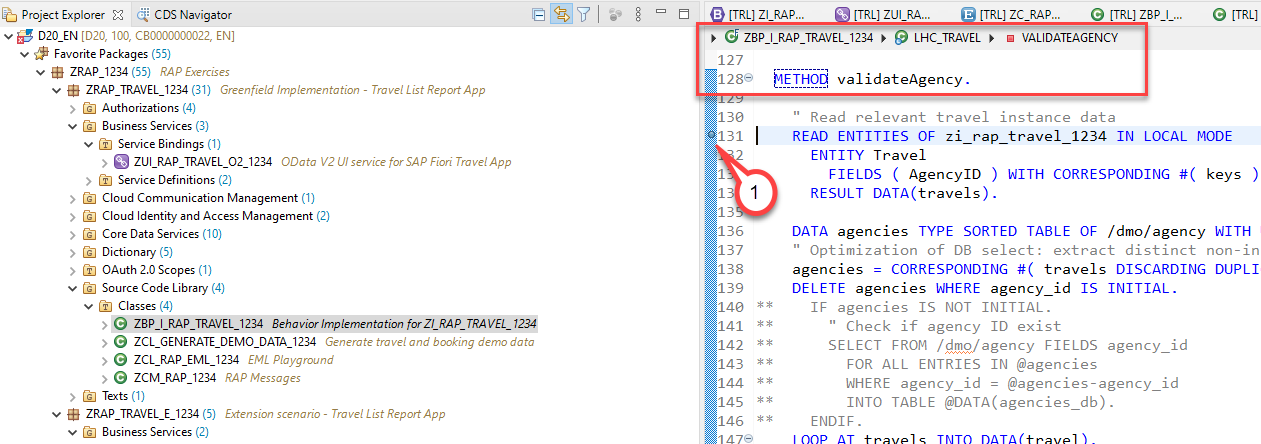 Project Explorer
CDS Navigator
D20_EN [D20, 100, CB0000000022, EN]
Favorite Packages (55)
ZRAP_1234 (55) RAP Exercises
ZRAP_TRAVEL_1234 (31) Greenfield Implementation - Travel List Report App
Authorizations (4)
Business Services (3)
Service Bindings (1)
ZUI_RAP_TRAVEL_O2_1234 OData V2 UI service for SAP Fiori Travel App
Service Definitions (2)
Cloud Communication Management (1)
Cloud Identity and Access Management (2)
Core Data Services (10)
Dictionary (5)
OAuth 2.0 Scopes (1)
Source Code Library (4)
Classes (4)
ZBP_I_RAP_TRAVEL_1234 Behavior Implementation for ZI_RAP_TRAVEL_1234
ZCL_GENERATE_DEMO_DATA_1234 Generate travel and booking demo data
ZCL_RAP_EML_1234 EML Playground
ZCM_RAP_1234 RAP Messages
Texts (1)
ZRAP_TRAVEL_E_1234 (5) Extension scenario - Travel List Report App
Business Services (2)
[TRL] ZI_RAP... [TRL] ZUI_RA... [TRL] ZC_RAP... [TRL] ZBP_I_... [TRL]
ZBP_I_RAP_TRAVEL_1234 LHC_TRAVEL VALIDATEAGENCY
127
128 METHOD validateAgency.
129
130 " Read relevant travel instance data
131 READ ENTITIES OF zi_rap_travel_1234 IN LOCAL MODE
132 ENTITY Travel
FIELDS ( AgencyID ) WITH CORRESPONDING #( keys )
RESULT DATA(travels).
1
135
136 DATA agencies TYPE SORTED TABLE OF /dmo/agency WITH
137 " Optimization of DB select: extract distinct non-in
138 agencies = CORRESPONDING #( travels DISCARDING DUPLI
139 DELETE agencies WHERE agency_id IS INITIAL.
140 ** IF agencies IS NOT INITIAL.
141 ** " Check if agency ID exist
142 ** SELECT FROM /dmo/agency FIELDS agency_id
143 ** FOR ALL ENTRIES IN @agencies
144 ** WHERE agency_id = @agencies-agency_id
145 ** INTO TABLE @DATA(agencies_db).
146 ** ENDIF.
147 LOOP AT travels INTO DATA(travel).